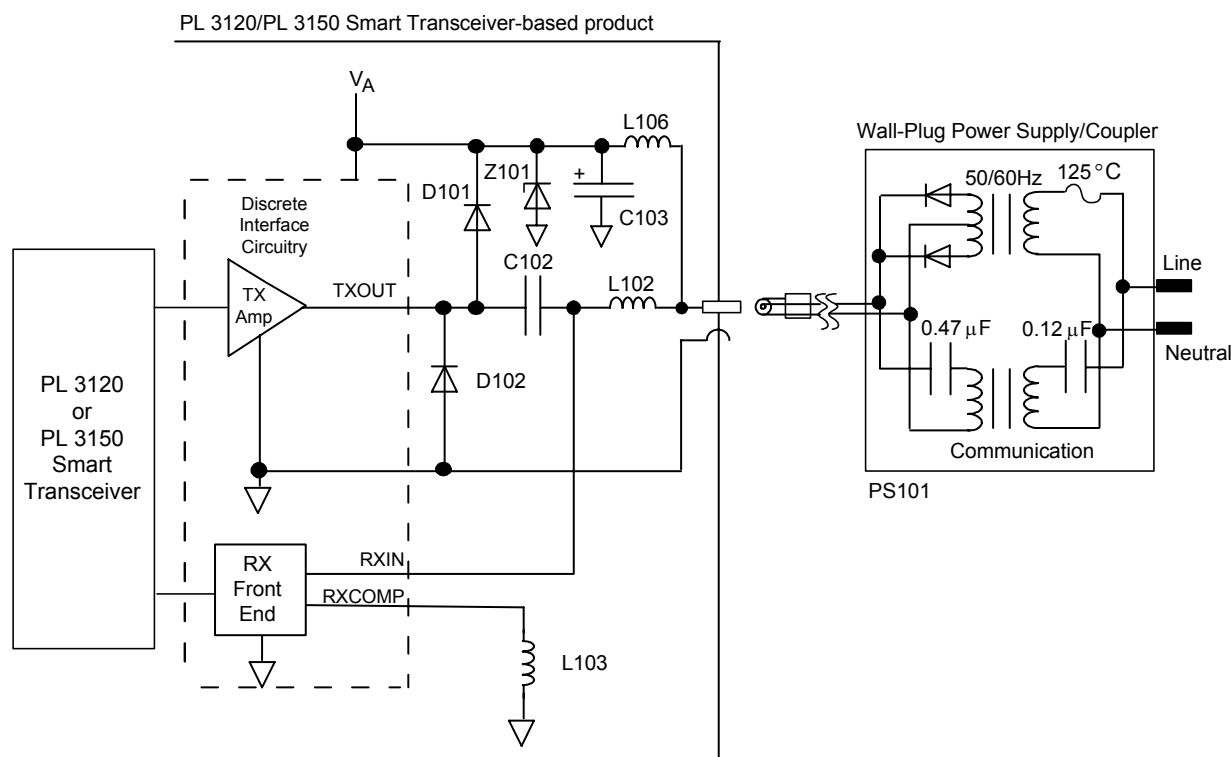 PL 3120/PL 3150 Smart Transceiver-based product
VA
L106
Wall-Plug Power Supply/Coupler
Z101
+
D101
50/60Hz
125°C
Discrete
Interface
Circuitry
C103
C102
L102
Line
TX
Amp
TXOUT
0.47 µF
0.12 µF
Neutral
D102
PL 3120
or
PL 3150
Smart
Transceiver
Communication
PS101
RX
Front
End
RXIN
RXCOMP
L103